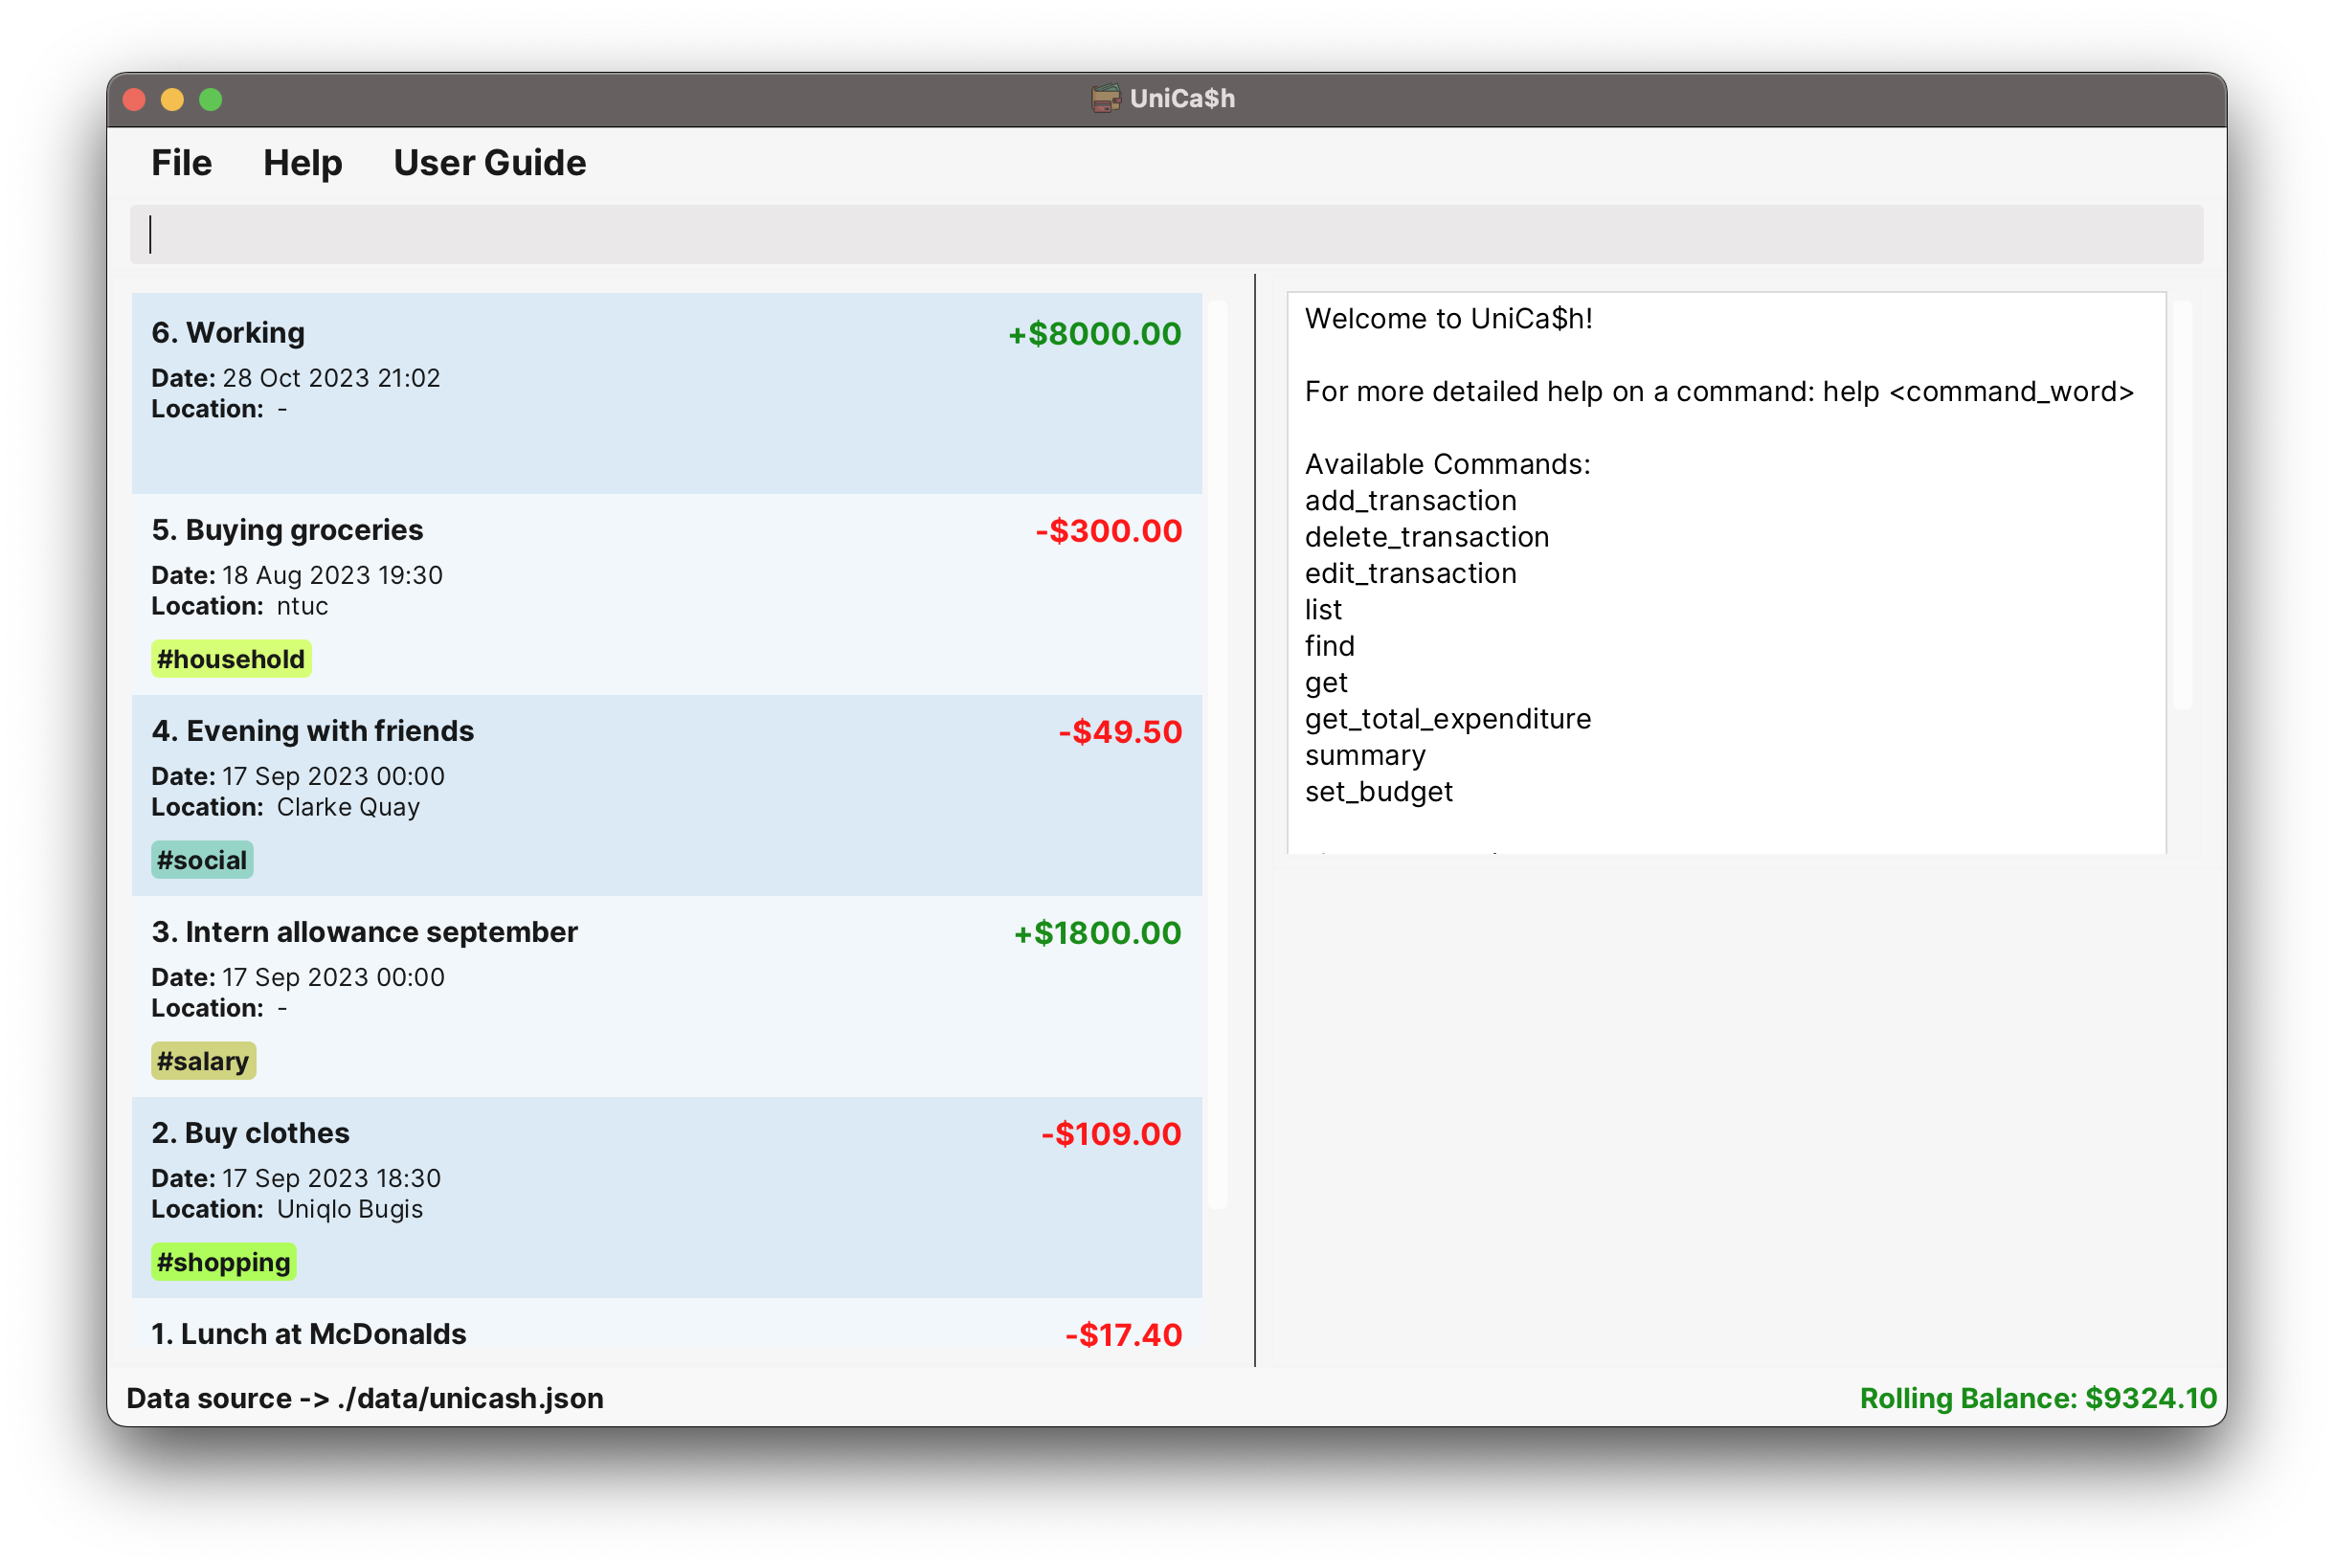 UniCa$h
File Help User Guide
6. Working +$8000.00
Date: 28 Oct 2023 21:02
Location: -
5. Buying groceries -$300.00
Date: 18 Aug 2023 19:30
Location: ntuc
#household
4. Evening with friends -$49.50
Date: 17 Sep 2023 00:00
Location: Clarke Quay
#social
3. Intern allowance september +$1800.00
Date: 17 Sep 2023 00:00
Location: -
#salary
2. Buy clothes -$109.00
Date: 17 Sep 2023 18:30
Location: Uniqlo Bugis
#shopping
1. Lunch at McDonalds -$17.40
Welcome to UniCa$h!
For more detailed help on a command: help <command_word>
Available Commands:
add_transaction
delete_transaction
edit_transaction
list
find
get
get_total_expenditure
summary
set_budget
Data source -> ./data/unicash.json
Rolling Balance: $9324.10